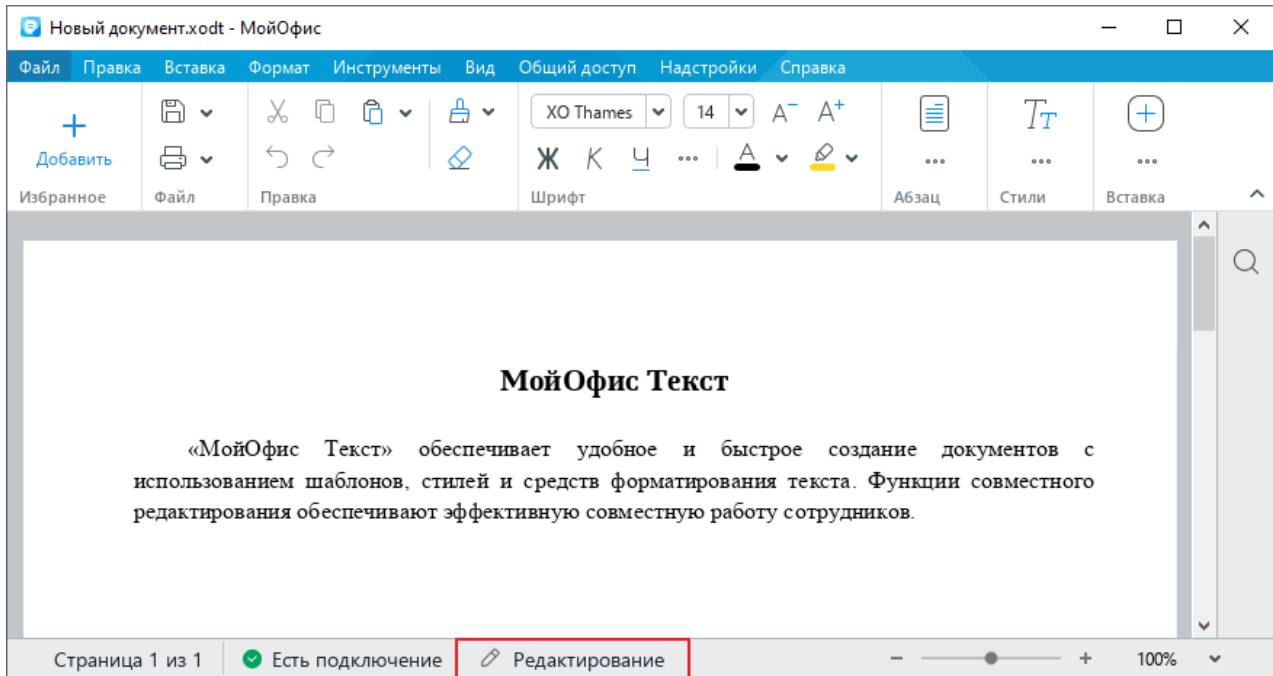 Новый документ.xodt - МойОфис
Файл Правка Вставка Формат Инструменты Вид Общий доступ Надстройки Справка
XO Thames 14 A⁻ A⁺
Добавить Ж К Ч A
Избранное Файл Правка Шрифт Абзац Стили Вставка
МойОфис Текст
«МойОфис Текст» обеспечивает удобное и быстрое создание документов с
использованием шаблонов, стилей и средств форматирования текста. Функции совместного
редактирования обеспечивают эффективную совместную работу сотрудников.
Страница 1 из 1 Есть подключение Редактирование 100%